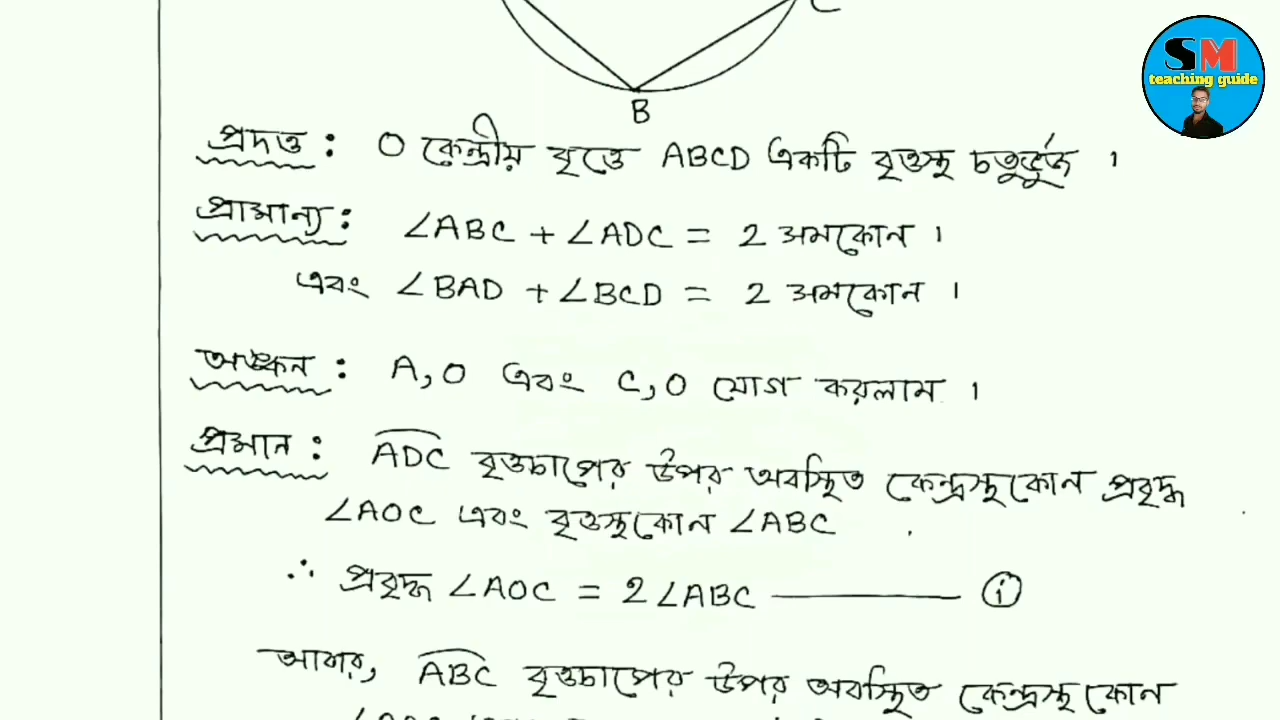 C
SM
teaching guide
B
প্রদত্ত : O কেন্দ্রীয় বৃত্তে ABCD একটি বৃত্তস্থ চতুর্ভুজ ।
প্রামান্য : ∠ABC + ∠ADC = 2 সমকোন ।
এবং ∠BAD + ∠BCD = 2 সমকোন ।
অঙ্কন : A, O এবং C, O যোগ করলাম ।
প্রমান : ADC বৃত্তচাপের উপর অবস্থিত কেন্দ্রস্থকোন প্রবৃদ্ধ
∠AOC এবং বৃত্তস্থকোন ∠ABC
∴ প্রবৃদ্ধ ∠AOC = 2∠ABC ——— (i)
আবার, ABC বৃত্তচাপের উপর অবস্থিত কেন্দ্রস্থ কোন